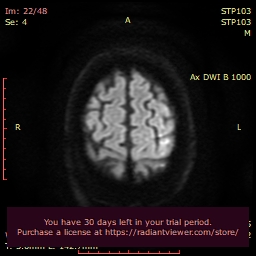 Im: 22/48
Se: 4
A
STP103
STP103
M
Ax DWI B 1000
R
L
You have 30 days left in your trial period.
Purchase a license at https://radiantviewer.com/store/